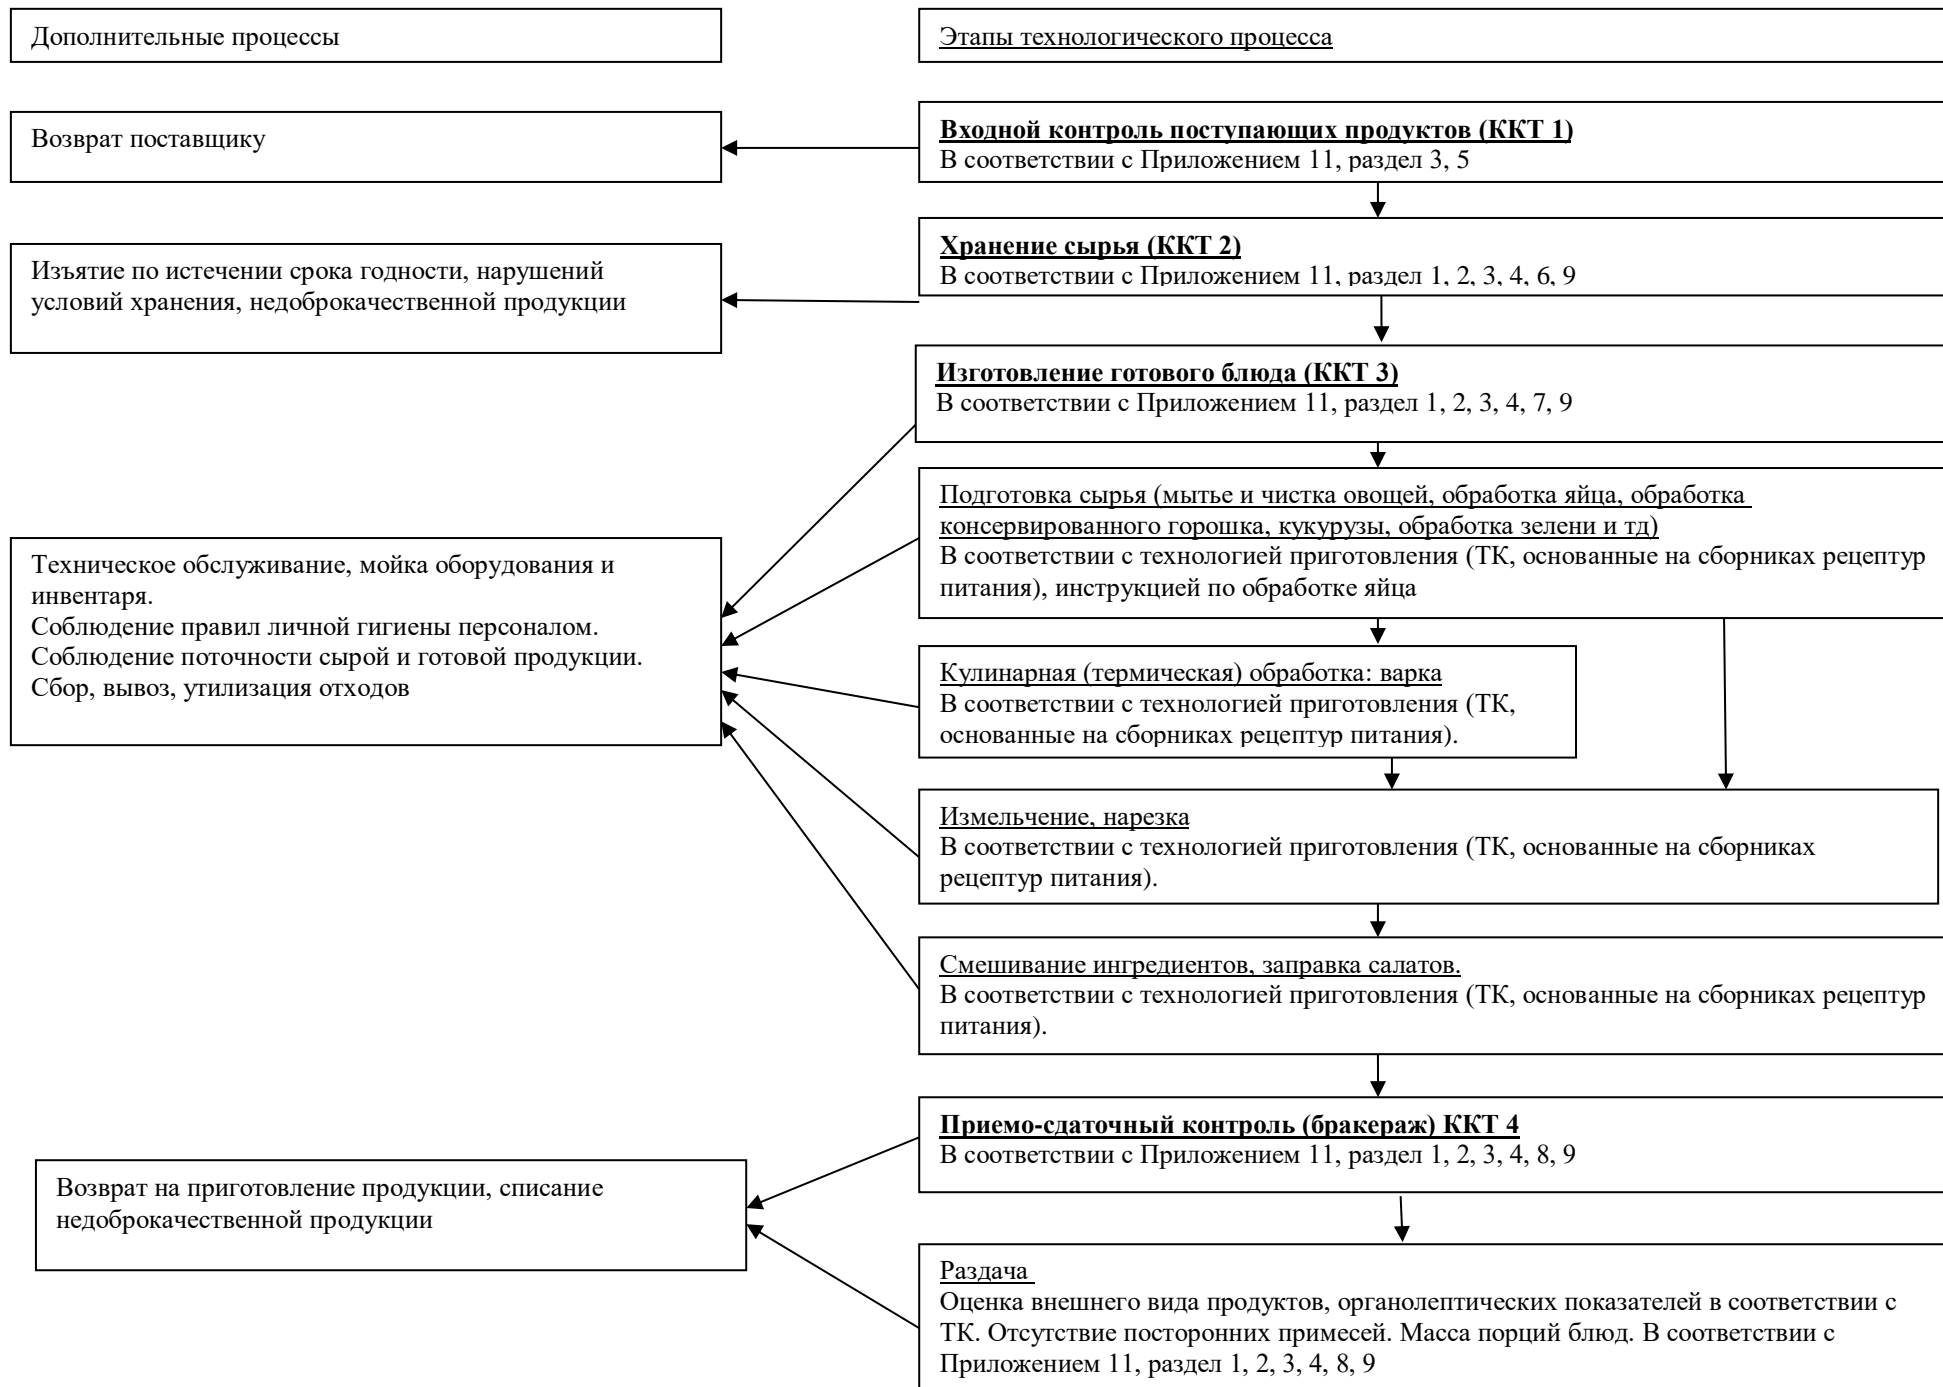 Дополнительные процессы
Этапы технологического процесса
Возврат поставщику
Входной контроль поступающих продуктов (ККТ 1)
В соответствии с Приложением 11, раздел 3, 5
Хранение сырья (ККТ 2)
В соответствии с Приложением 11, раздел 1, 2, 3, 4, 6, 9
Изъятие по истечении срока годности, нарушений
условий хранения, недоброкачественной продукции
Изготовление готового блюда (ККТ 3)
В соответствии с Приложением 11, раздел 1, 2, 3, 4, 7, 9
Подготовка сырья (мытье и чистка овощей, обработка яйца, обработка
консервированного горошка, кукурузы, обработка зелени и тд)
В соответствии с технологией приготовления (ТК, основанные на сборниках рецептур
питания), инструкцией по обработке яйца
Техническое обслуживание, мойка оборудования и
инвентаря.
Соблюдение правил личной гигиены персоналом.
Соблюдение поточности сырой и готовой продукции.
Сбор, вывоз, утилизация отходов
Кулинарная (термическая) обработка: варка
В соответствии с технологией приготовления (ТК,
основанные на сборниках рецептур питания).
Измельчение, нарезка
В соответствии с технологией приготовления (ТК, основанные на сборниках
рецептур питания).
Смешивание ингредиентов, заправка салатов.
В соответствии с технологией приготовления (ТК, основанные на сборниках рецептур
питания).
Приемо-сдаточный контроль (бракераж) ККТ 4
В соответствии с Приложением 11, раздел 1, 2, 3, 4, 8, 9
Возврат на приготовление продукции, списание
недоброкачественной продукции
Раздача
Оценка внешнего вида продуктов, органолептических показателей в соответствии с
ТК. Отсутствие посторонних примесей. Масса порций блюд. В соответствии с
Приложением 11, раздел 1, 2, 3, 4, 8, 9